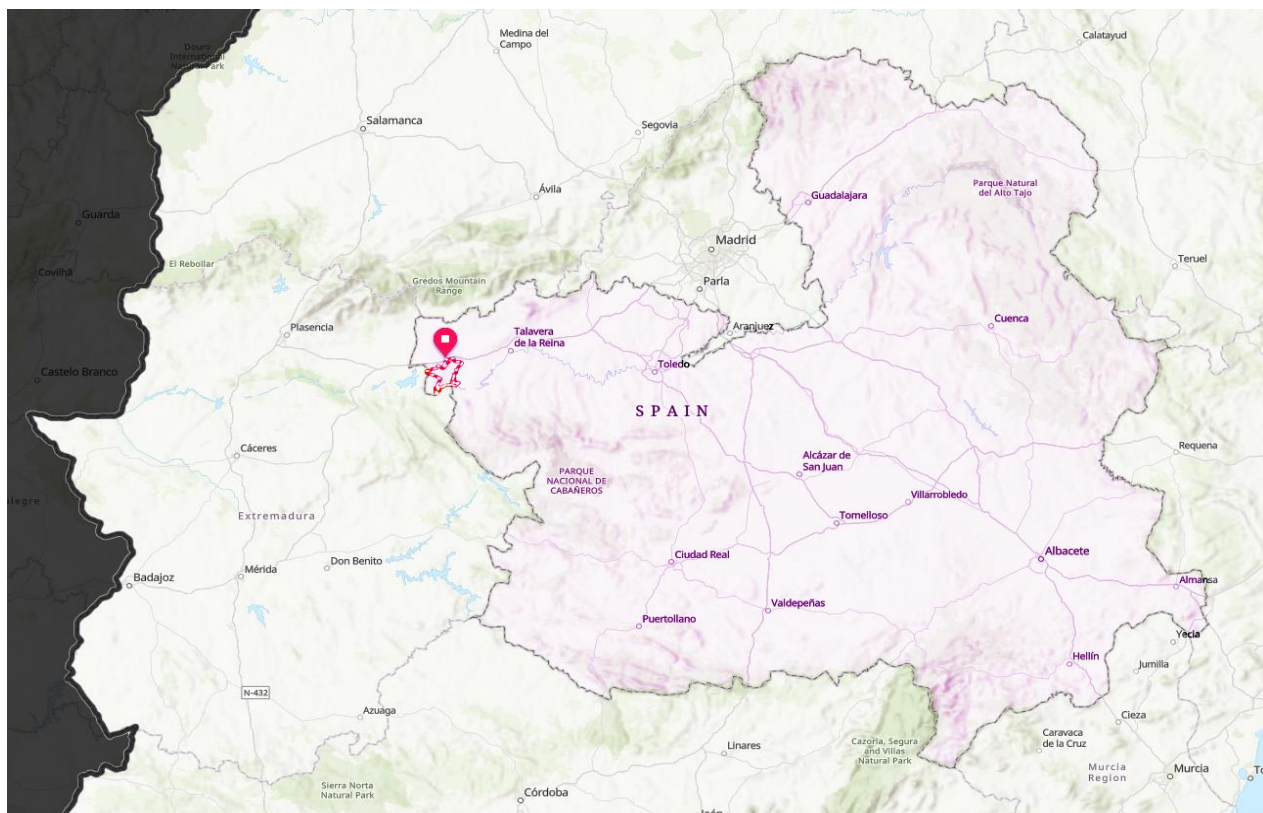 Medina del
Campo
Calatayud
Douro
International
Natural Park
Salamanca
Segovia
Ávila
Guadalajara
Parque Natural
del Alto Tajo
Guarda
Madrid
El Rebollar
Teruel
Covilhã
Gredos Mountain
Range
Parla
Plasencia
Talavera
de la Reina
Aranjuez
Cuenca
Castelo Branco
Toledo
SPAIN
Cáceres
Requena
Alcázar de
San Juan
PARQUE
NACIONAL DE
CABAÑEROS
Villarrobledo
Extremadura
Tomelloso
Ciudad Real
Albacete
Don Benito
Mérida
Badajoz
Almansa
Valdepeñas
Puertollano
Yecla
Hellín
Jumilla
N-432
Azuaga
Cieza
Caravaca
de la Cruz
Linares
Cazorla, Segura
and Villas
Natural Park
Murcia
Region
Murcia
Sierra Norta
Natural Park
Córdoba